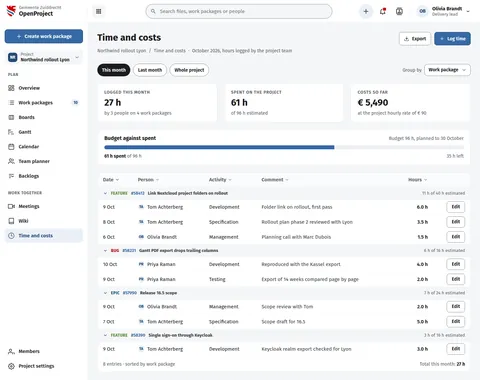 Gemeente Zuidbrecht
OpenProject
Search files, work packages or people
OB
Olivia Brandt
Delivery lead
+ Create work package
NR
Project
Northwind rollout Lyon
PLAN
Overview
Work packages
Boards
Gantt
Calendar
Team planner
Backlogs
WORK TOGETHER
Meetings
Wiki
Time and costs
Members
Project settings
Time and costs
Northwind rollout Lyon / Time and costs · October 2026, hours logged by the project team
Export
+ Log time
This month
Last month
Whole project
Group by
Work package
LOGGED THIS MONTH
27 h
by 3 people on 4 work packages
SPENT ON THE PROJECT
61 h
of 96 h estimated
COSTS SO FAR
€ 5,490
at the project hourly rate of € 90
Budget against spent
Budget 96 h, planned to 30 October
61 h spent of 96 h
35 h left
Date Person Activity Comment Hours
FEATURE #58412 Link Nextcloud project folders on rollout 11 h of 40 h estimated
9 Oct TA Tom Achterberg Development Folder link on rollout, first pass 6.0 h Edit
8 Oct TA Tom Achterberg Specification Rollout plan phase 2 reviewed with Lyon 3.5 h Edit
6 Oct OB Olivia Brandt Management Planning call with Marc Dubois 1.5 h Edit
BUG #58231 Gantt PDF export drops trailing columns 6 h of 16 h estimated
10 Oct PR Priya Raman Development Reproduced with the Kassel export 4.0 h Edit
9 Oct PR Priya Raman Testing Export of 14 weeks compared page by page 2.0 h Edit
EPIC #57990 Release 16.5 scope 7 h of 24 h estimated
9 Oct OB Olivia Brandt Management Scope review with Tom 2.0 h Edit
7 Oct TA Tom Achterberg Specification Scope draft for 16.5 5.0 h Edit
FEATURE #58380 Single sign-on through Keycloak 3 h of 16 h estimated
9 Oct TA Tom Achterberg Development Keycloak realm export checked for Lyon 3.0 h Edit
8 entries · sorted by work package
Total this month: 27 h